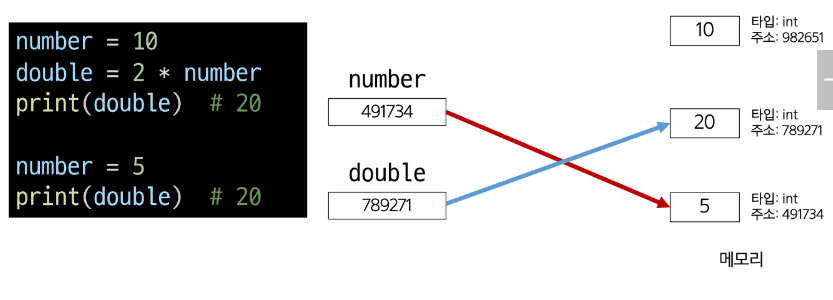 number = 10
double = 2 * number
print(double)  # 20
number = 5
print(double)  # 20
number
491734
double
789271
10
타입: int
주소: 982651
20
타입: int
주소: 789271
5
타입: int
주소: 491734
메모리